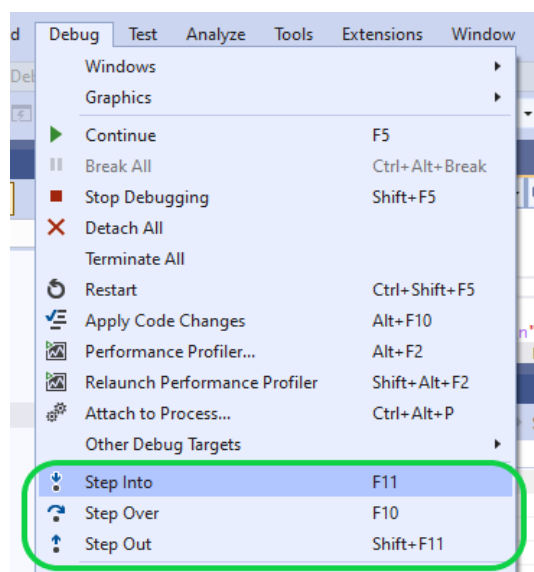 d Debug Test Analyze Tools Extensions Window
Windows
Graphics
Continue F5
Break All Ctrl+Alt+Break
Stop Debugging Shift+F5
Detach All
Terminate All
Restart Ctrl+Shift+F5
Apply Code Changes Alt+F10
Performance Profiler... Alt+F2
Relaunch Performance Profiler Shift+Alt+F2
Attach to Process... Ctrl+Alt+P
Other Debug Targets
Step Into F11
Step Over F10
Step Out Shift+F11